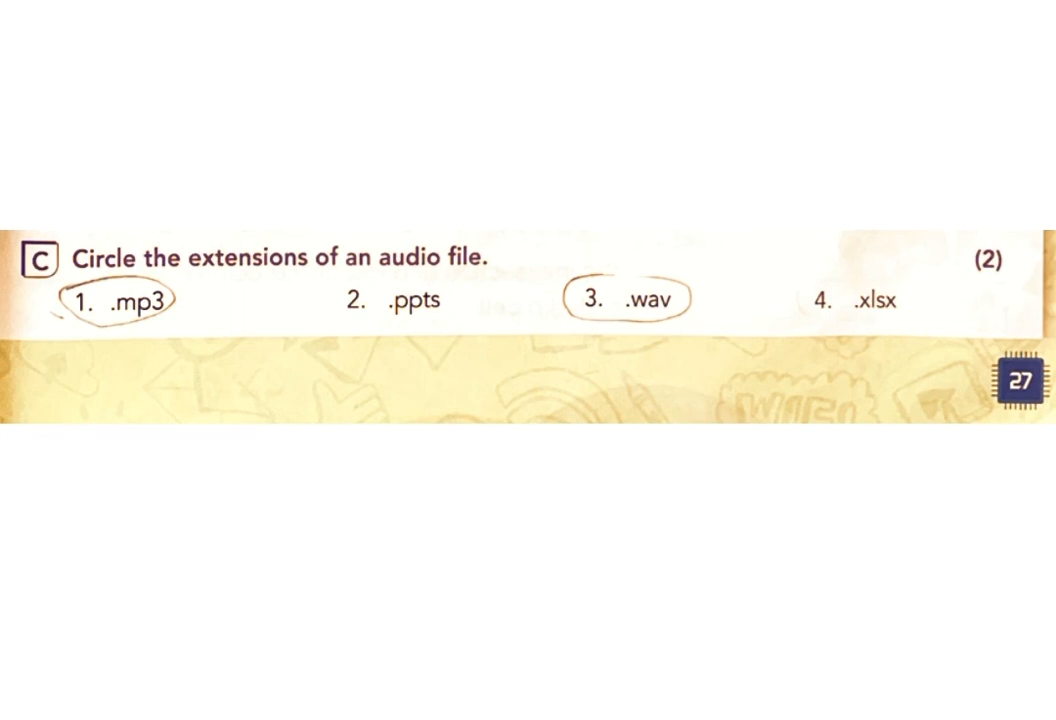 C Circle the extensions of an audio file. (2)
1. .mp3 2. .ppts 3. .wav 4. .xlsx
27